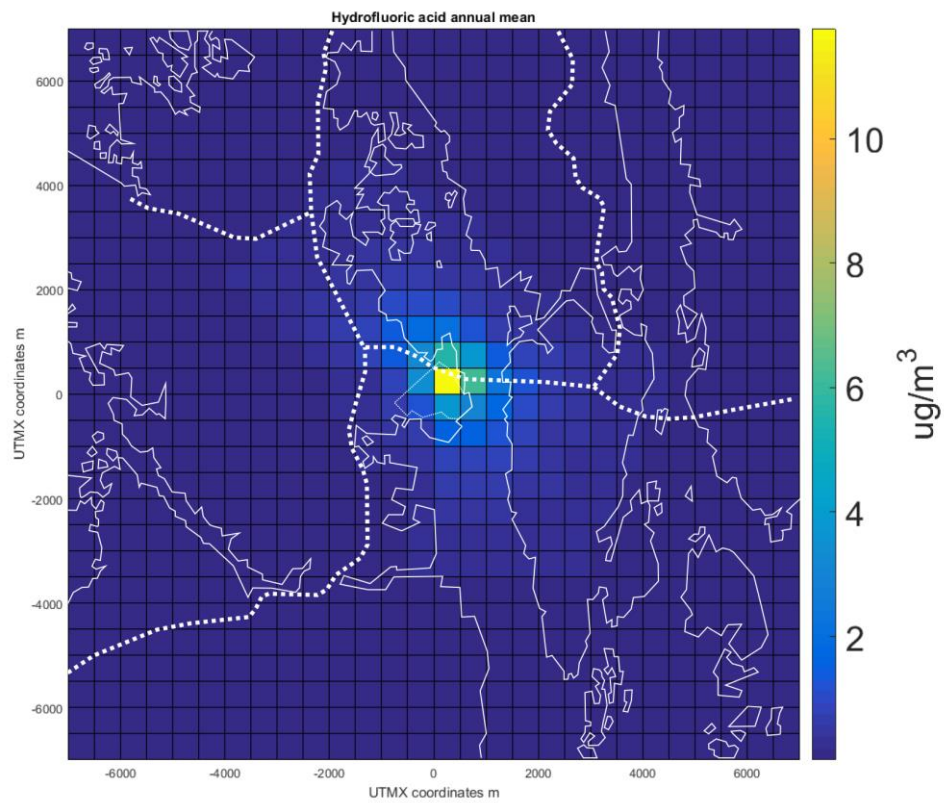 Hydrofluoric acid annual mean
6000
4000
2000
0
-2000
-4000
-6000
UTMX coordinates m
-6000 -4000 -2000 0 2000 4000 6000
UTMX coordinates m
10
8
6
4
2
ug/m³